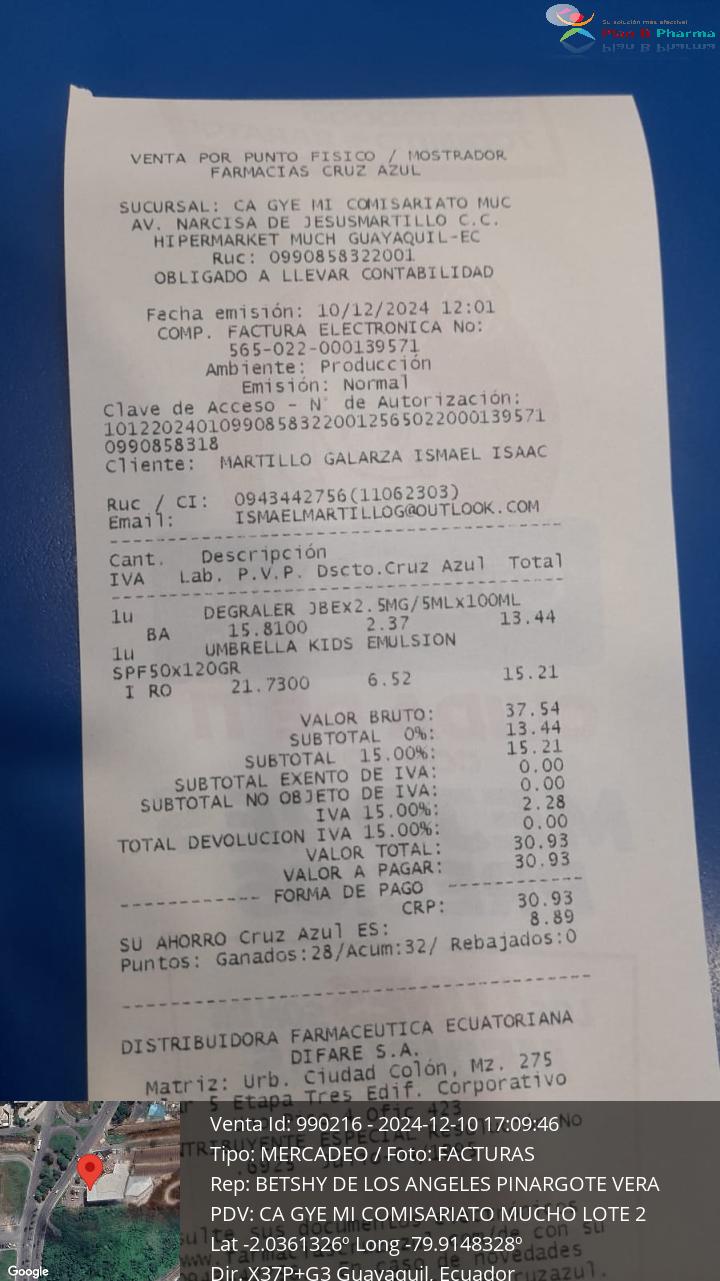 Su solución más efectiva!
Plan B Pharma
VENTA POR PUNTO FISICO / MOSTRADOR
FARMACIAS CRUZ AZUL
SUCURSAL: CA GYE MI COMISARIATO MUC
AV. NARCISA DE JESUSMARTILLO C.C.
HIPERMARKET MUCH GUAYAQUIL-EC
Ruc: 0990858322001
OBLIGADO A LLEVAR CONTABILIDAD
Fecha emisión: 10/12/2024 12:01
COMP. FACTURA ELECTRONICA No:
565-022-000139571
Ambiente: Producción
Emisión: Normal
Clave de Acceso - N° de Autorización:
101220240109908583220012565022000139571
0990858318
Cliente: MARTILLO GALARZA ISMAEL ISAAC
Ruc / CI: 0943442756(11062303)
Email: ISMAELMARTILLOG@OUTLOOK.COM
Cant. Descripción
IVA Lab. P.V.P. Dscto.Cruz Azul Total
1u DEGRALER JBEx2.5MG/5MLx100ML
BA 15.8100 2.37 13.44
1u UMBRELLA KIDS EMULSION
SPF50x120GR
I RO 21.7300 6.52 15.21
VALOR BRUTO: 37.54
SUBTOTAL 0%: 13.44
SUBTOTAL 15.00%: 15.21
SUBTOTAL EXENTO DE IVA: 0.00
SUBTOTAL NO OBJETO DE IVA: 0.00
IVA 15.00%: 2.28
TOTAL DEVOLUCION IVA 15.00%: 0.00
VALOR TOTAL: 30.93
VALOR A PAGAR: 30.93
------------ FORMA DE PAGO ------------
CRP: 30.93
SU AHORRO Cruz Azul ES: 8.89
Puntos: Ganados:28/Acum:32/ Rebajados:0
DISTRIBUIDORA FARMACEUTICA ECUATORIANA
DIFARE S.A.
Matriz: Urb. Ciudad Colón, Mz. 275
5 Etapa Tres Edif. Corporativo
Ofic 423
Venta Id: 990216 - 2024-12-10 17:09:46
Tipo: MERCADEO / Foto: FACTURAS
Rep: BETSHY DE LOS ANGELES PINARGOTE VERA
PDV: CA GYE MI COMISARIATO MUCHO LOTE 2
Lat -2.0361326º Long -79.9148328º
Dir. X37P+G3 Guayaquil, Ecuador
Google